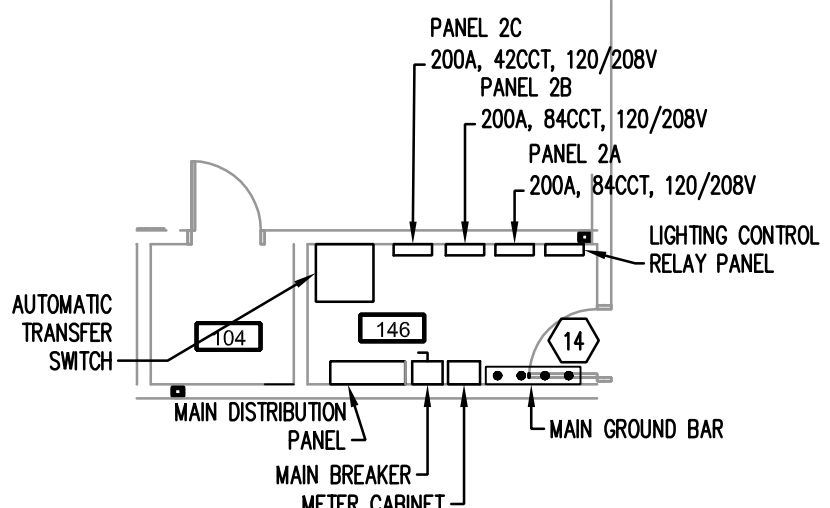 PANEL 2C
200A, 42CCT, 120/208V
PANEL 2B
200A, 84CCT, 120/208V
PANEL 2A
200A, 84CCT, 120/208V
LIGHTING CONTROL
RELAY PANEL
AUTOMATIC
TRANSFER
SWITCH
104
146
14
MAIN DISTRIBUTION
PANEL
MAIN GROUND BAR
MAIN BREAKER
METER CABINET